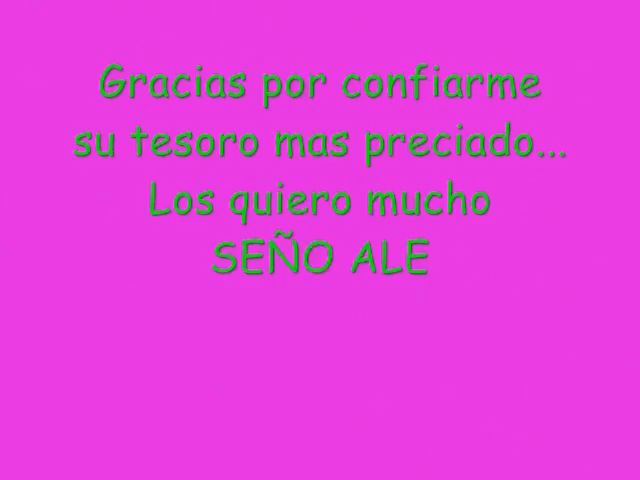 Gracias por confiarme
su tesoro mas preciado...
Los quiero mucho
SEÑO ALE